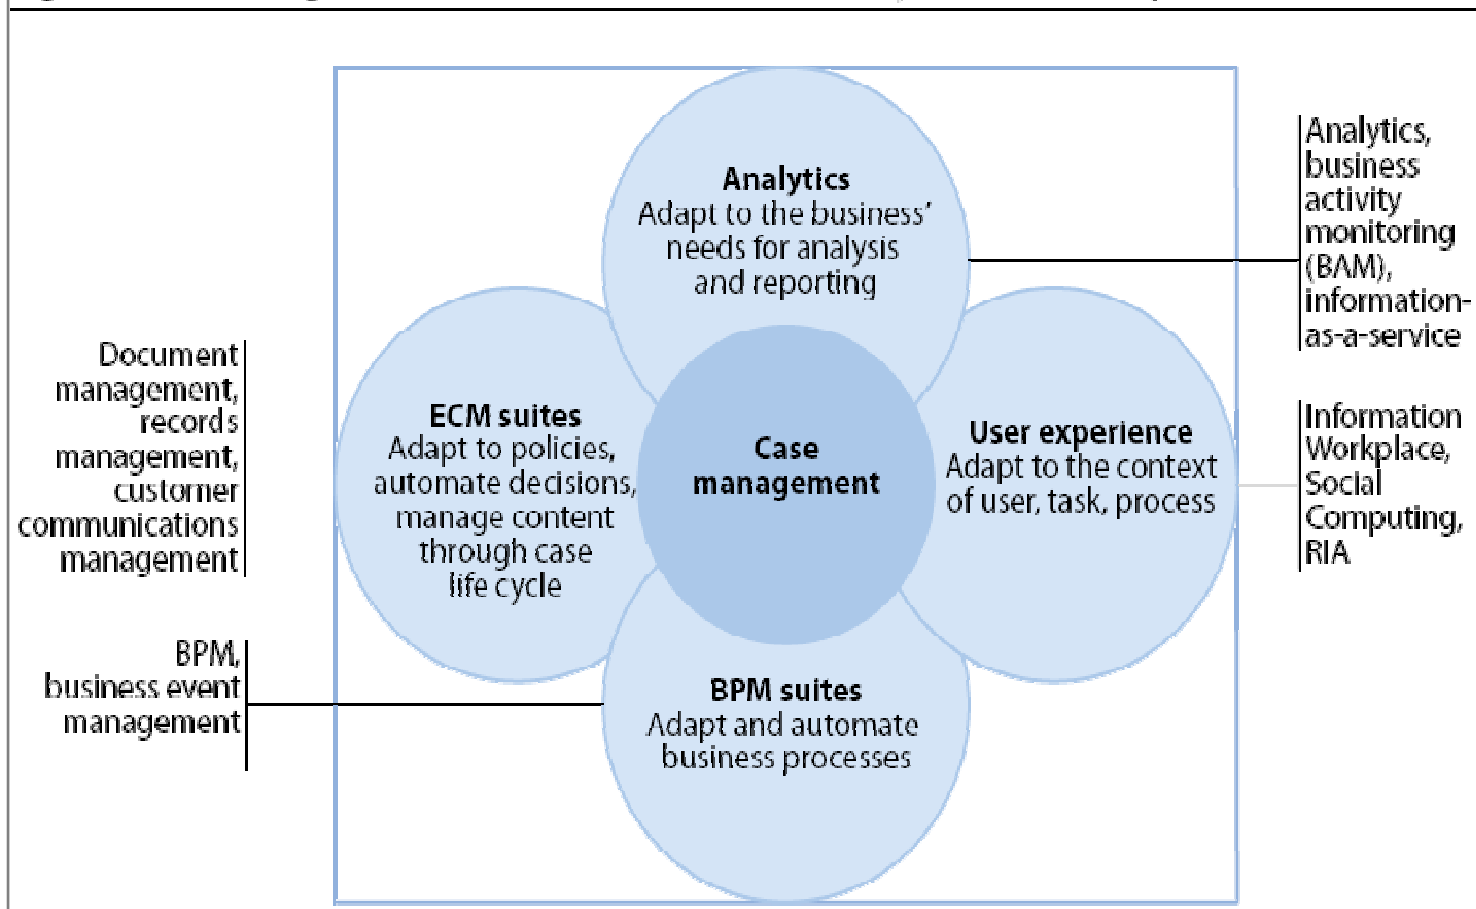 Analytics
Adapt to the business’
needs for analysis
and reporting
Analytics,
business
activity
monitoring
(BAM),
information-
as-a-service
Document
management,
records
management,
customer
communications
management
ECM suites
Adapt to policies,
automate decisions,
manage content
through case
life cycle
Case
management
User experience
Adapt to the context
of user, task, process
Information
Workplace,
Social
Computing,
RIA
BPM,
business event
management
BPM suites
Adapt and automate
business processes